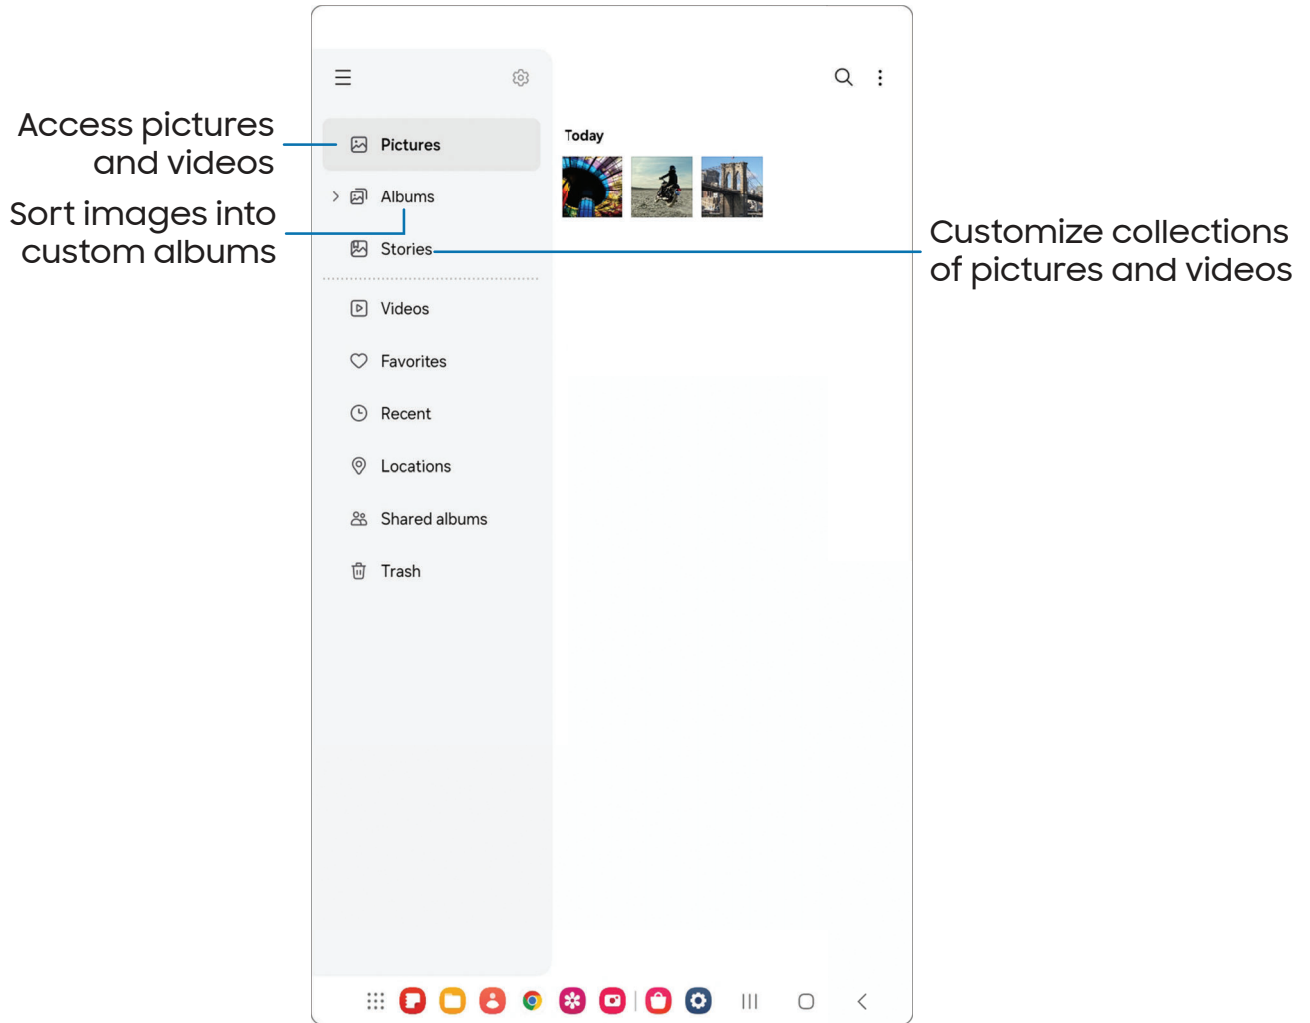 Access pictures
and videos
Sort images into
custom albums
Pictures
Albums
Stories
Videos
Favorites
Recent
Locations
Shared albums
Trash
Today
Customize collections
of pictures and videos